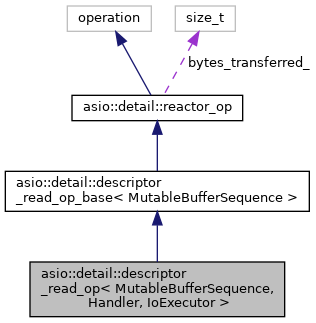 operation
size_t
bytes_transferred_
asio::detail::reactor_op
asio::detail::descriptor
_read_op_base< MutableBufferSequence >
asio::detail::descriptor
_read_op< MutableBufferSequence,
Handler, IoExecutor >